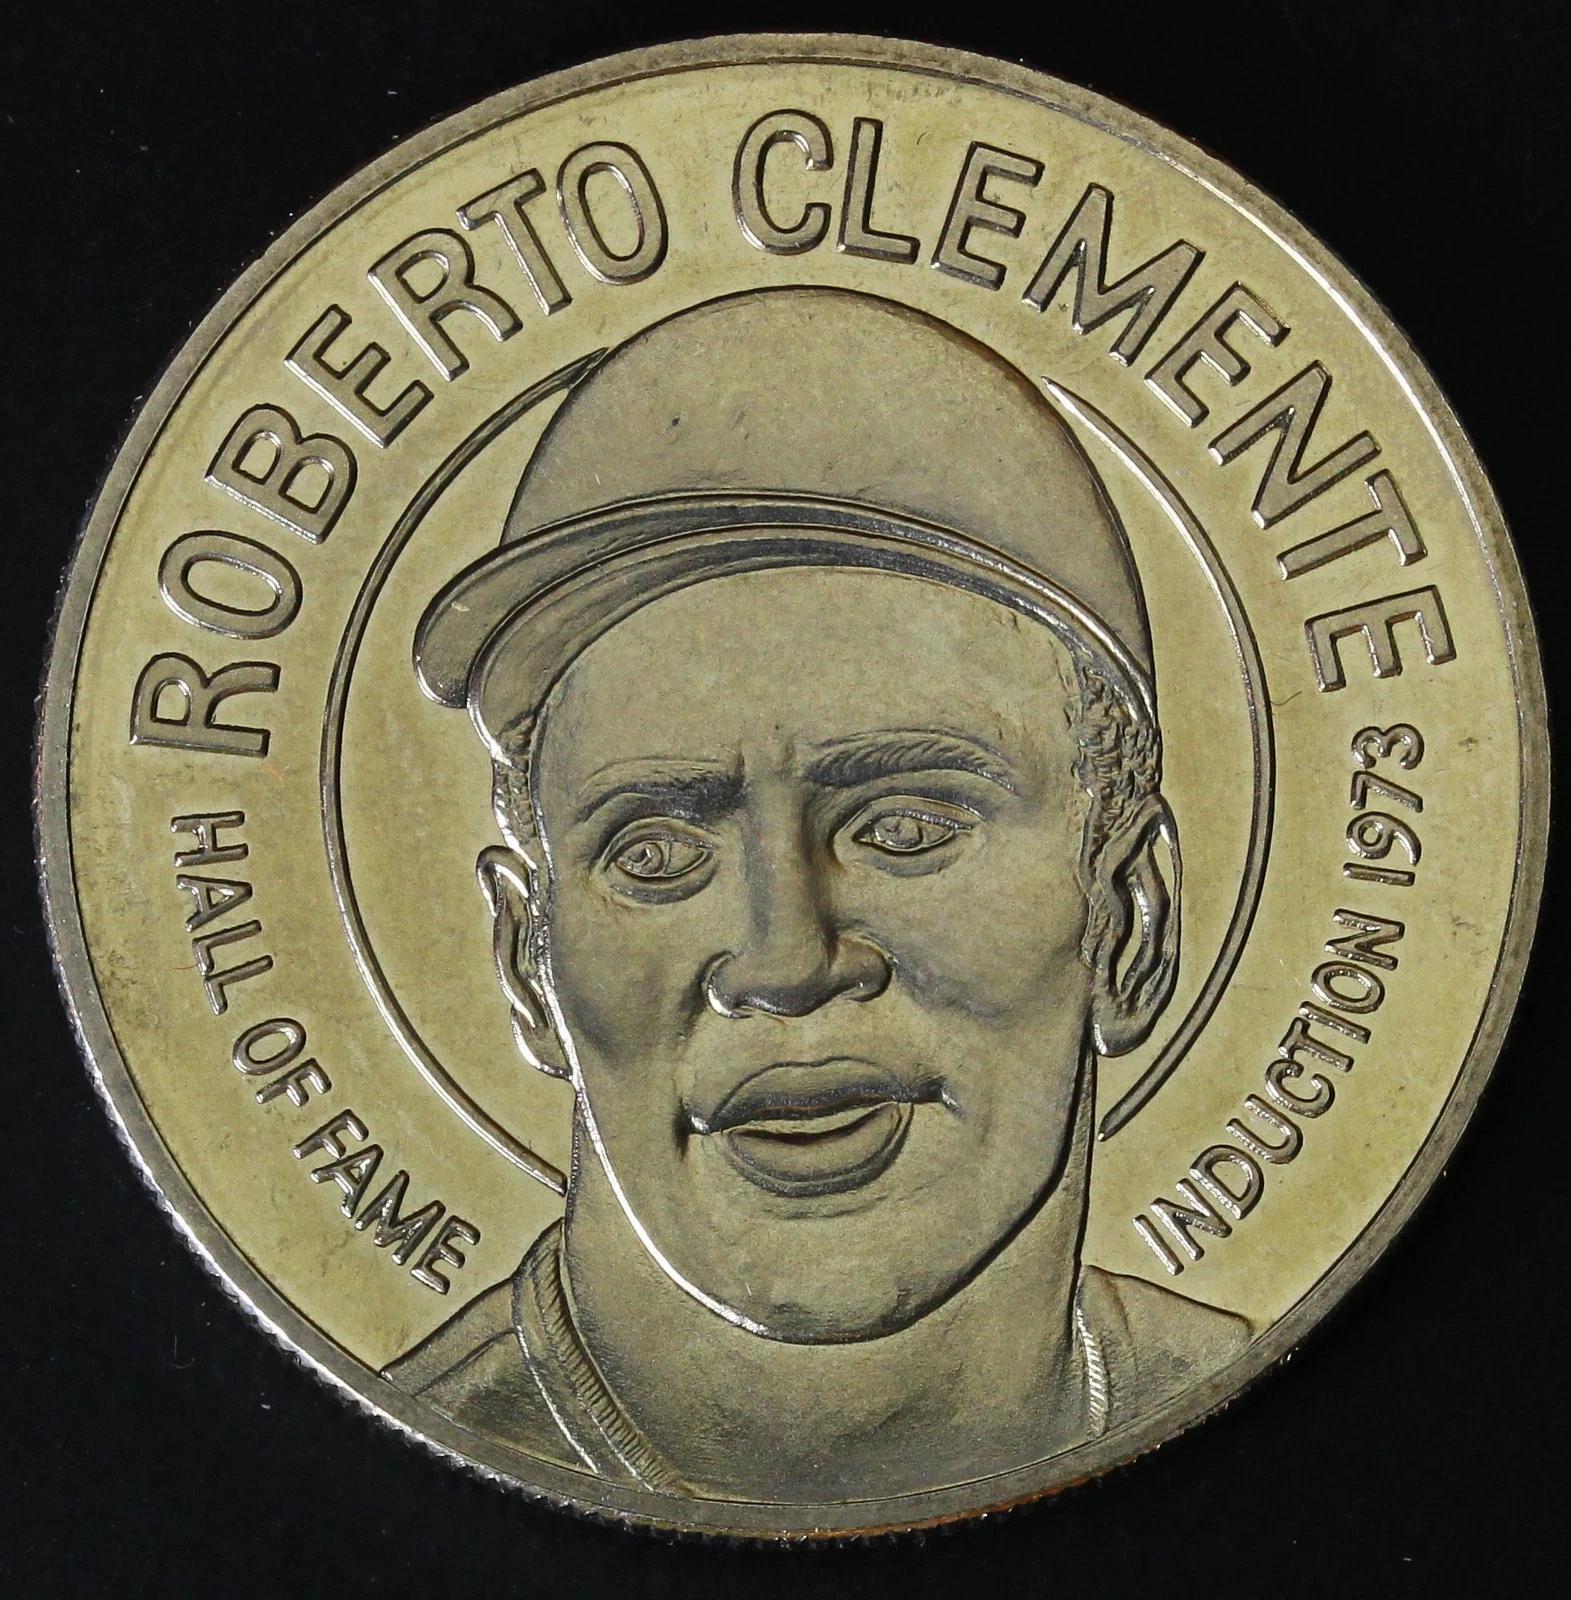 ROBERTO CLEMENTE
HALL OF FAME
INDUCTION 1973